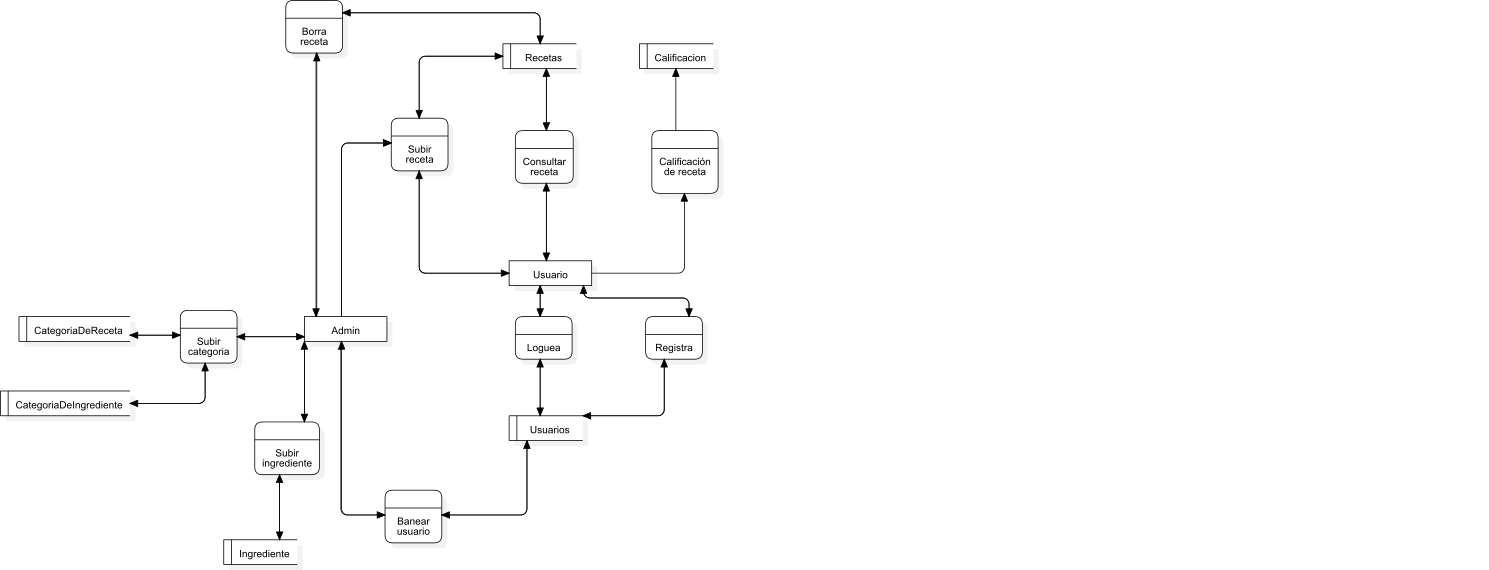 Borra
receta
Recetas
Calificacion
Subir
receta
Consultar
receta
Calificación
de receta
Usuario
CategoriaDeReceta
Subir
categoria
Admin
Loguea
Registra
CategoriaDeIngrediente
Usuarios
Subir
ingrediente
Banear
usuario
Ingrediente